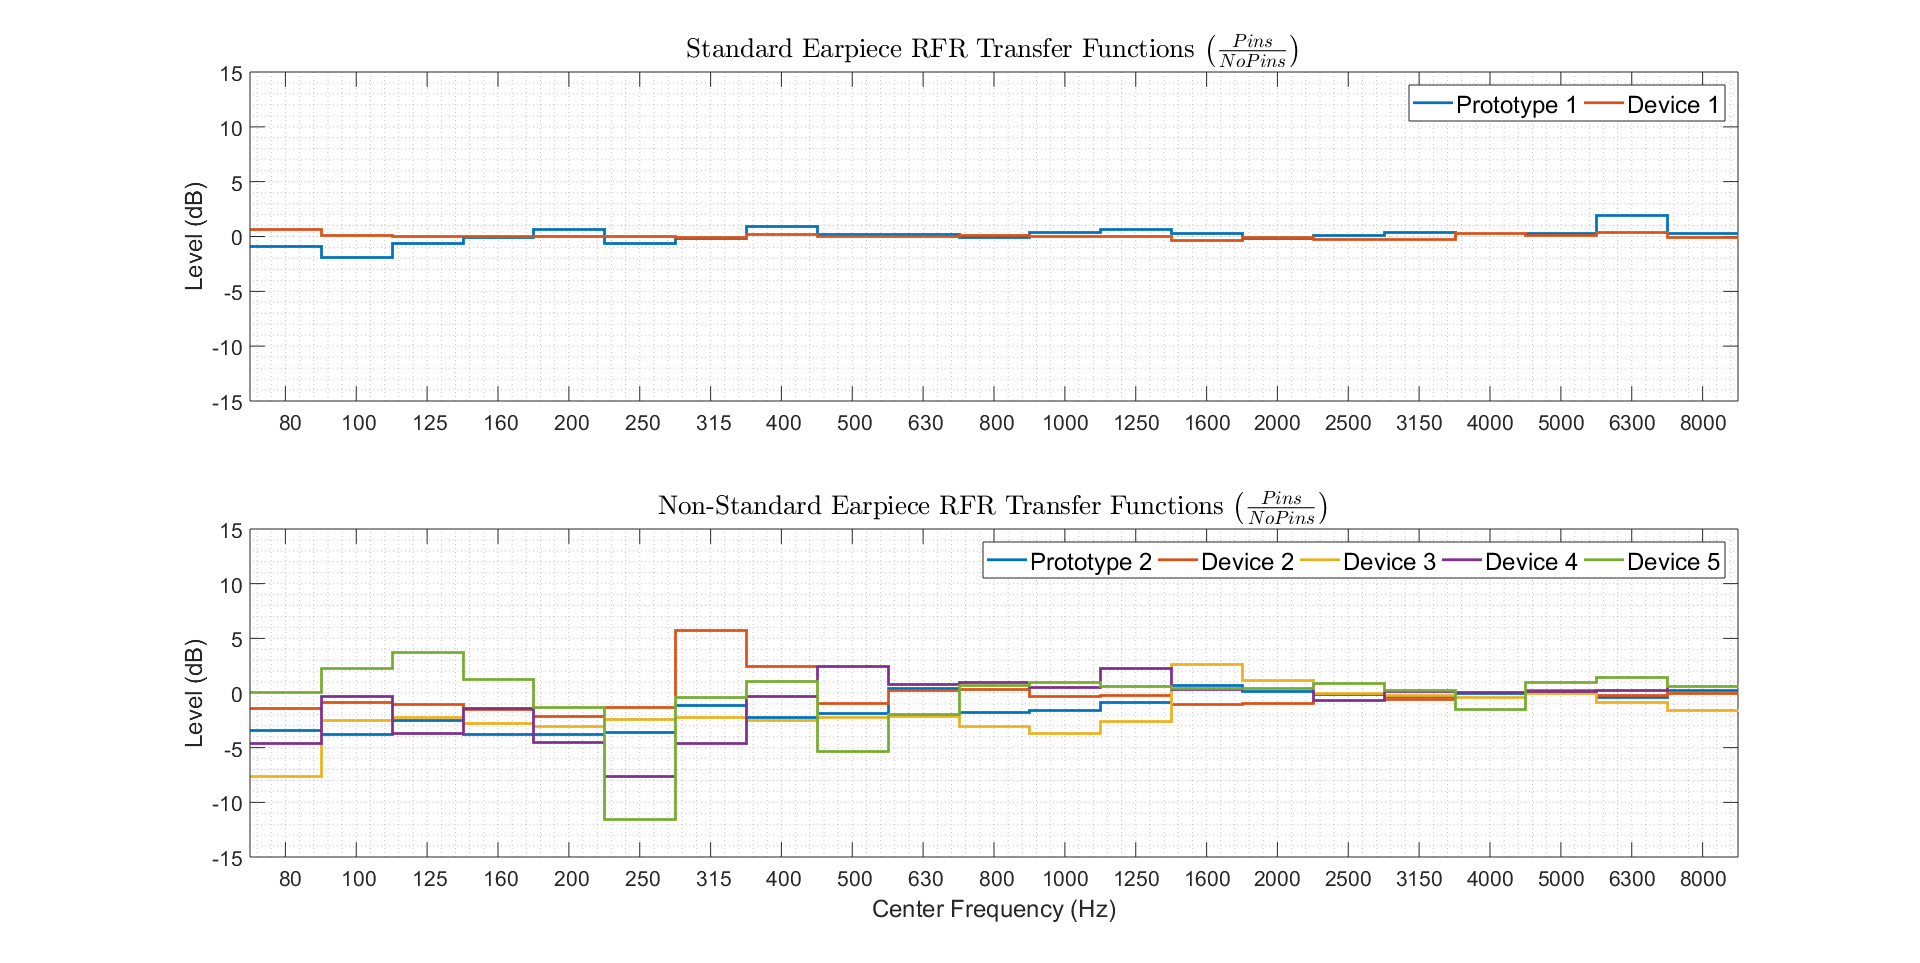 Standard Earpiece RFR Transfer Functions (Pins/NoPins)
15
10
5
0
-5
-10
-15
Level (dB)
Prototype 1 Device 1
80 100 125 160 200 250 315 400 500 630 800 1000 1250 1600 2000 2500 3150 4000 5000 6300 8000
Non-Standard Earpiece RFR Transfer Functions (Pins/NoPins)
15
10
5
0
-5
-10
-15
Level (dB)
Prototype 2 Device 2 Device 3 Device 4 Device 5
80 100 125 160 200 250 315 400 500 630 800 1000 1250 1600 2000 2500 3150 4000 5000 6300 8000
Center Frequency (Hz)